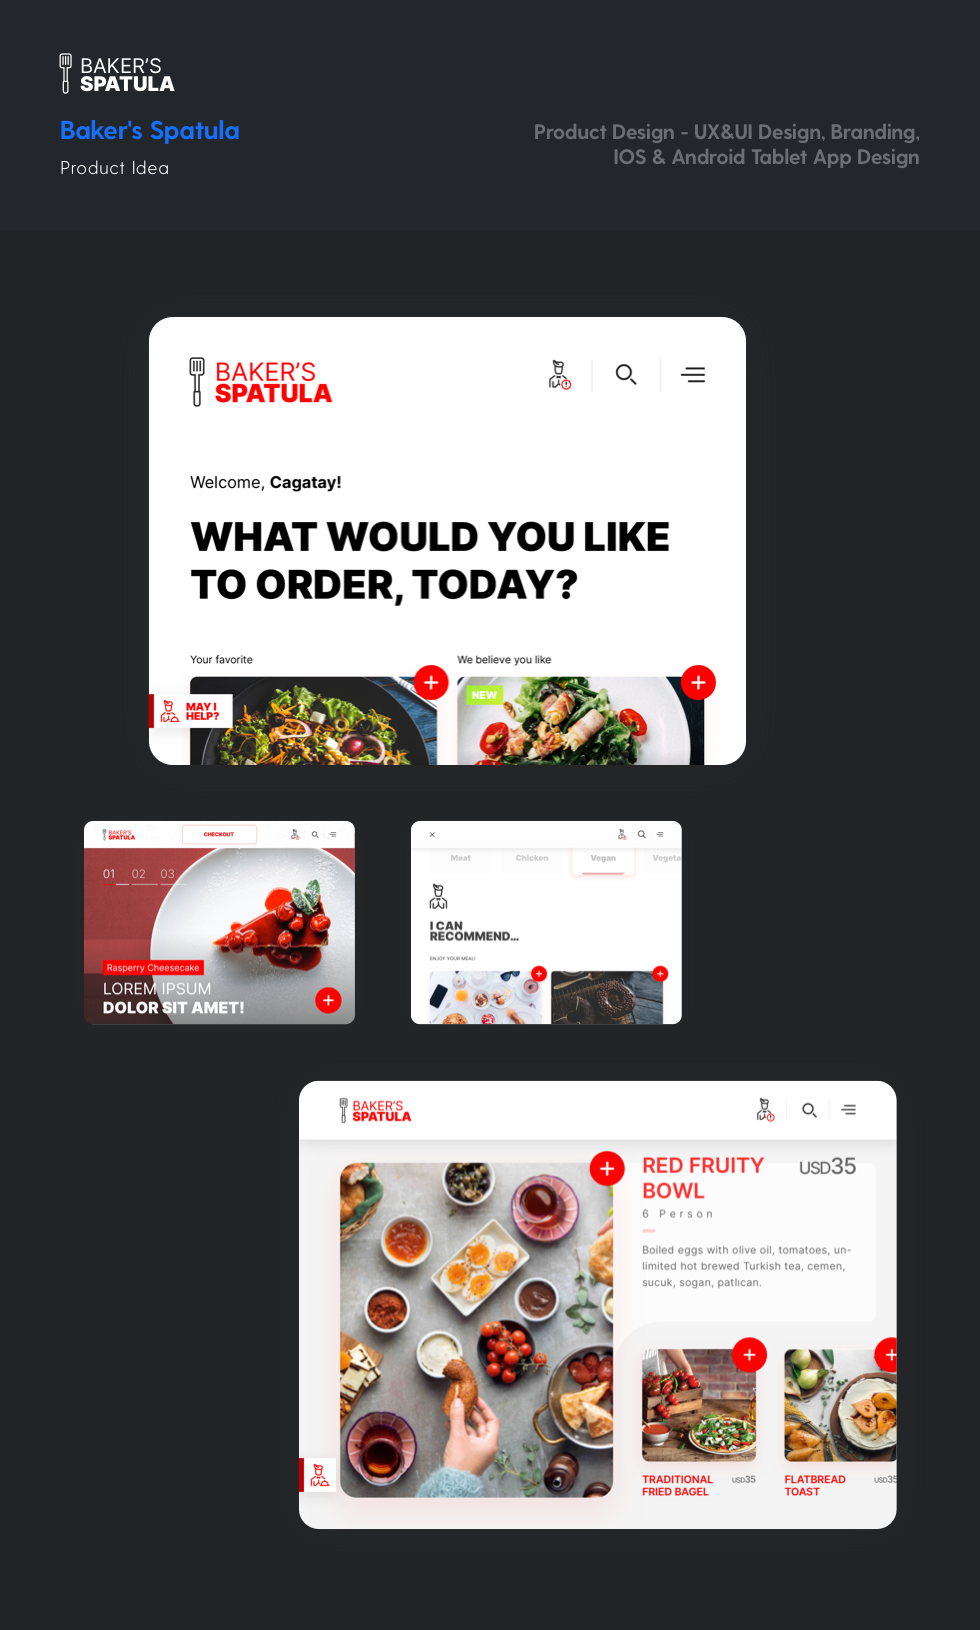 BAKER'S
SPATULA
Baker's Spatula
Product Idea
Product Design - UX&UI Design, Branding,
IOS & Android Tablet App Design
BAKER'S
SPATULA
Welcome, Cagatay!
WHAT WOULD YOU LIKE
TO ORDER, TODAY?
Your favorite
We believe you like
NEW
MAY I
HELP?
BAKER'S
SPATULA
CHECKOUT
01 02 03
Rasperry Cheesecake
LOREM IPSUM
DOLOR SIT AMET!
Meat Chicken Vegan Vegeta
I CAN
RECOMMEND...
ENJOY YOUR MEAL!
BAKER'S
SPATULA
RED FRUITY
BOWL
USD35
6 Person
Boiled eggs with olive oil, tomatoes, un-
limited hot brewed Turkish tea, cemen,
sucuk, sogan, patlıcan.
TRADITIONAL
FRIED BAGEL
USD35
FLATBREAD
TOAST
USD35